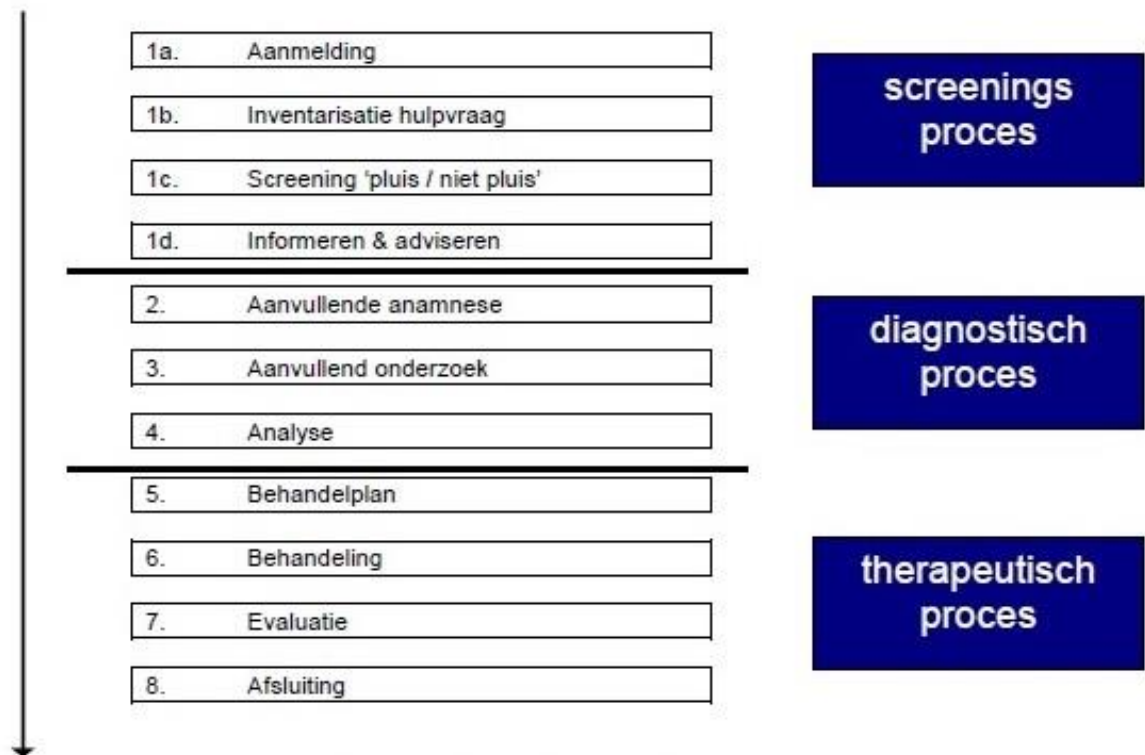 1a. Aanmelding
1b. Inventarisatie hulpvraag
1c. Screening ‘pluis / niet pluis’
1d. Informeren & adviseren
screenings
proces
2. Aanvullende anamnese
3. Aanvullend onderzoek
4. Analyse
diagnostisch
proces
5. Behandelplan
6. Behandeling
7. Evaluatie
8. Afsluiting
therapeutisch
proces